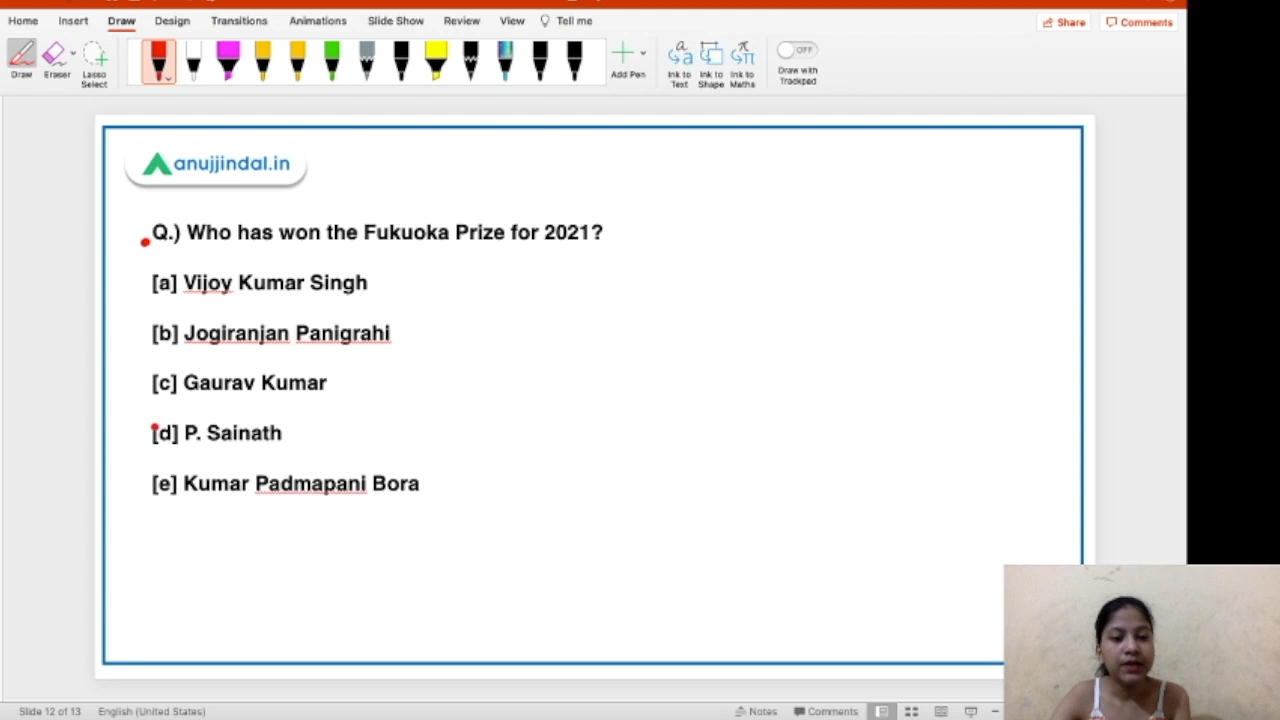 Home Insert Draw Design Transitions Animations Slide Show Review View Tell me Share Comments
Draw Eraser Lasso Select Add Pen Ink to Text Ink to Shape Ink to Maths OFF Draw with Trackpad
anujjindal.in
Q.) Who has won the Fukuoka Prize for 2021?
[a] Vijoy Kumar Singh
[b] Jogiranjan Panigrahi
[c] Gaurav Kumar
[d] P. Sainath
[e] Kumar Padmapani Bora
Slide 12 of 13 English (United States) Notes Comments